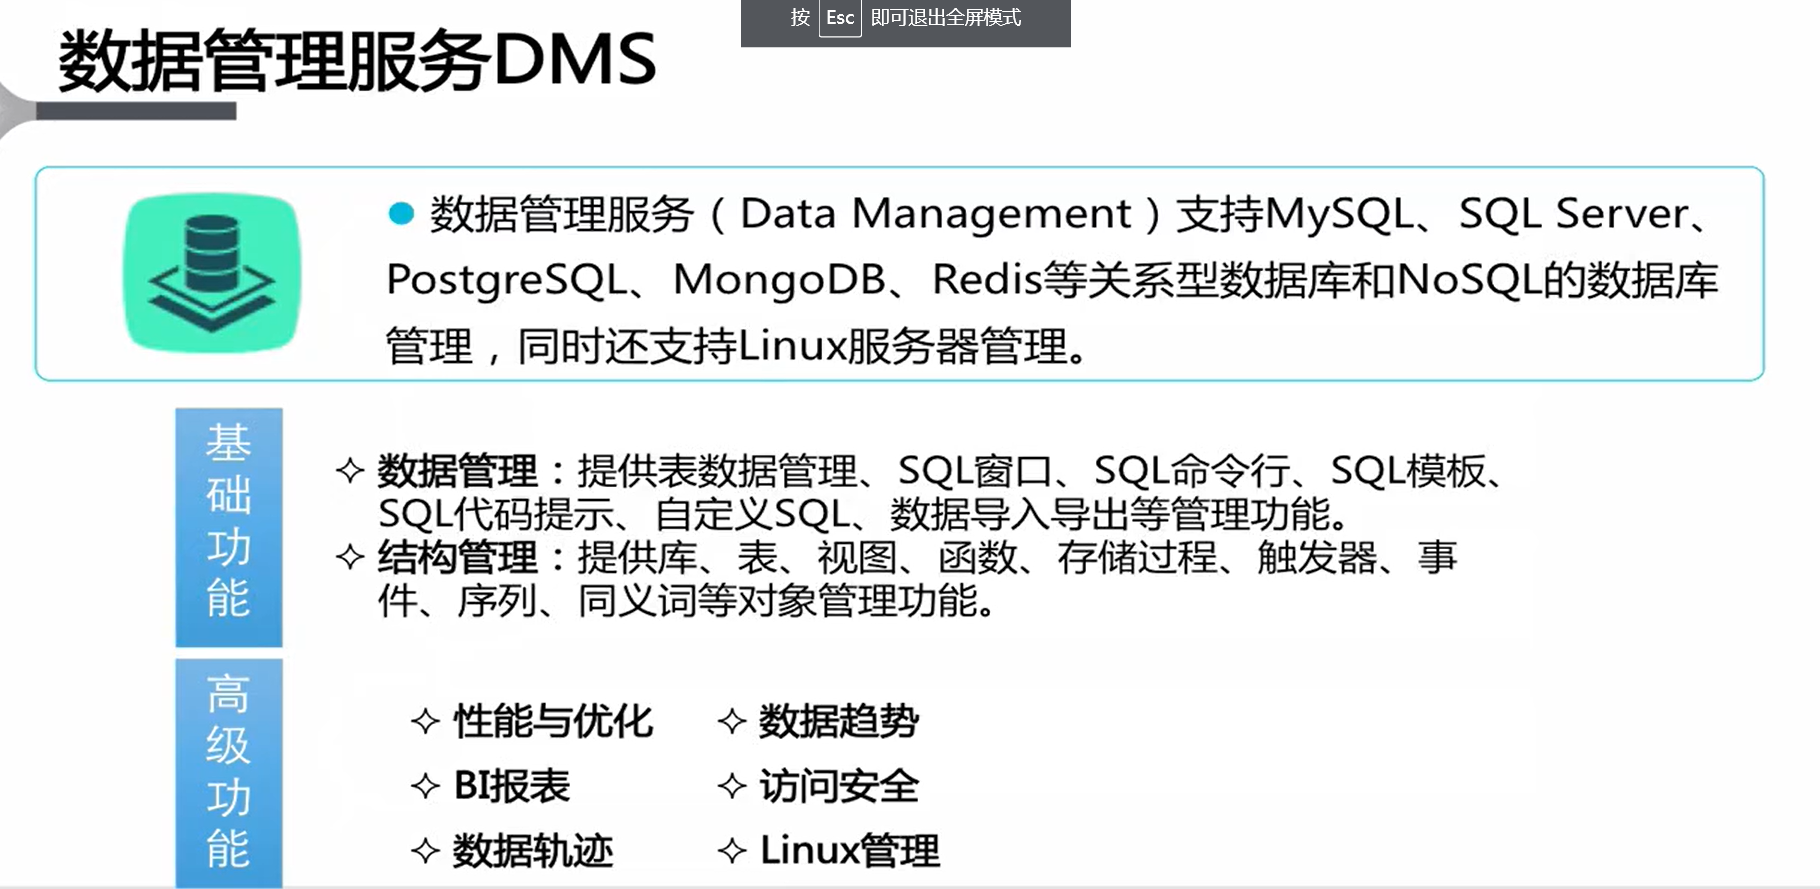 按 Esc 即可退出全屏模式
数据管理服务DMS
数据管理服务（Data Management）支持MySQL、SQL Server、
PostgreSQL、MongoDB、Redis等关系型数据库和NoSQL的数据库
管理，同时还支持Linux服务器管理。
基础功能
数据管理：提供表数据管理、SQL窗口、SQL命令行、SQL模板、
SQL代码提示、自定义SQL、数据导入导出等管理功能。
结构管理：提供库、表、视图、函数、存储过程、触发器、事
件、序列、同义词等对象管理功能。
高级功能
性能与优化
数据趋势
BI报表
访问安全
数据轨迹
Linux管理